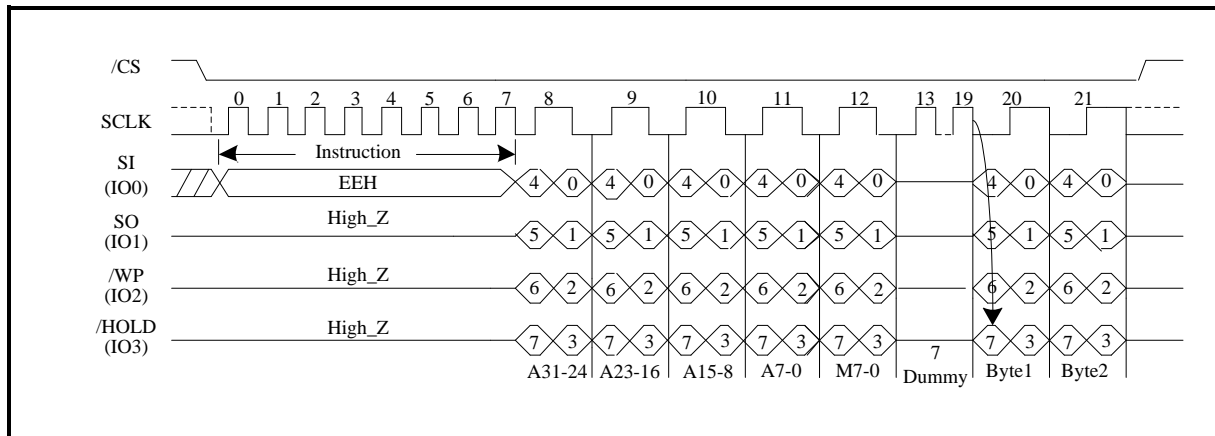 /CS
0 1 2 3 4 5 6 7 8 9 10 11 12 13 19 20 21
SCLK
Instruction
SI
(IO0)
EEH
4 0 4 0 4 0 4 0 4 0 4 0 4 0
SO
(IO1)
High_Z
5 1 5 1 5 1 5 1 5 1 5 1 5 1
/WP
(IO2)
High_Z
6 2 6 2 6 2 6 2 6 2 6 2 6 2
/HOLD
(IO3)
High_Z
7 3 7 3 7 3 7 3 7 3 7 3 7 3
A31-24 A23-16 A15-8 A7-0 M7-0 7 Dummy Byte1 Byte2